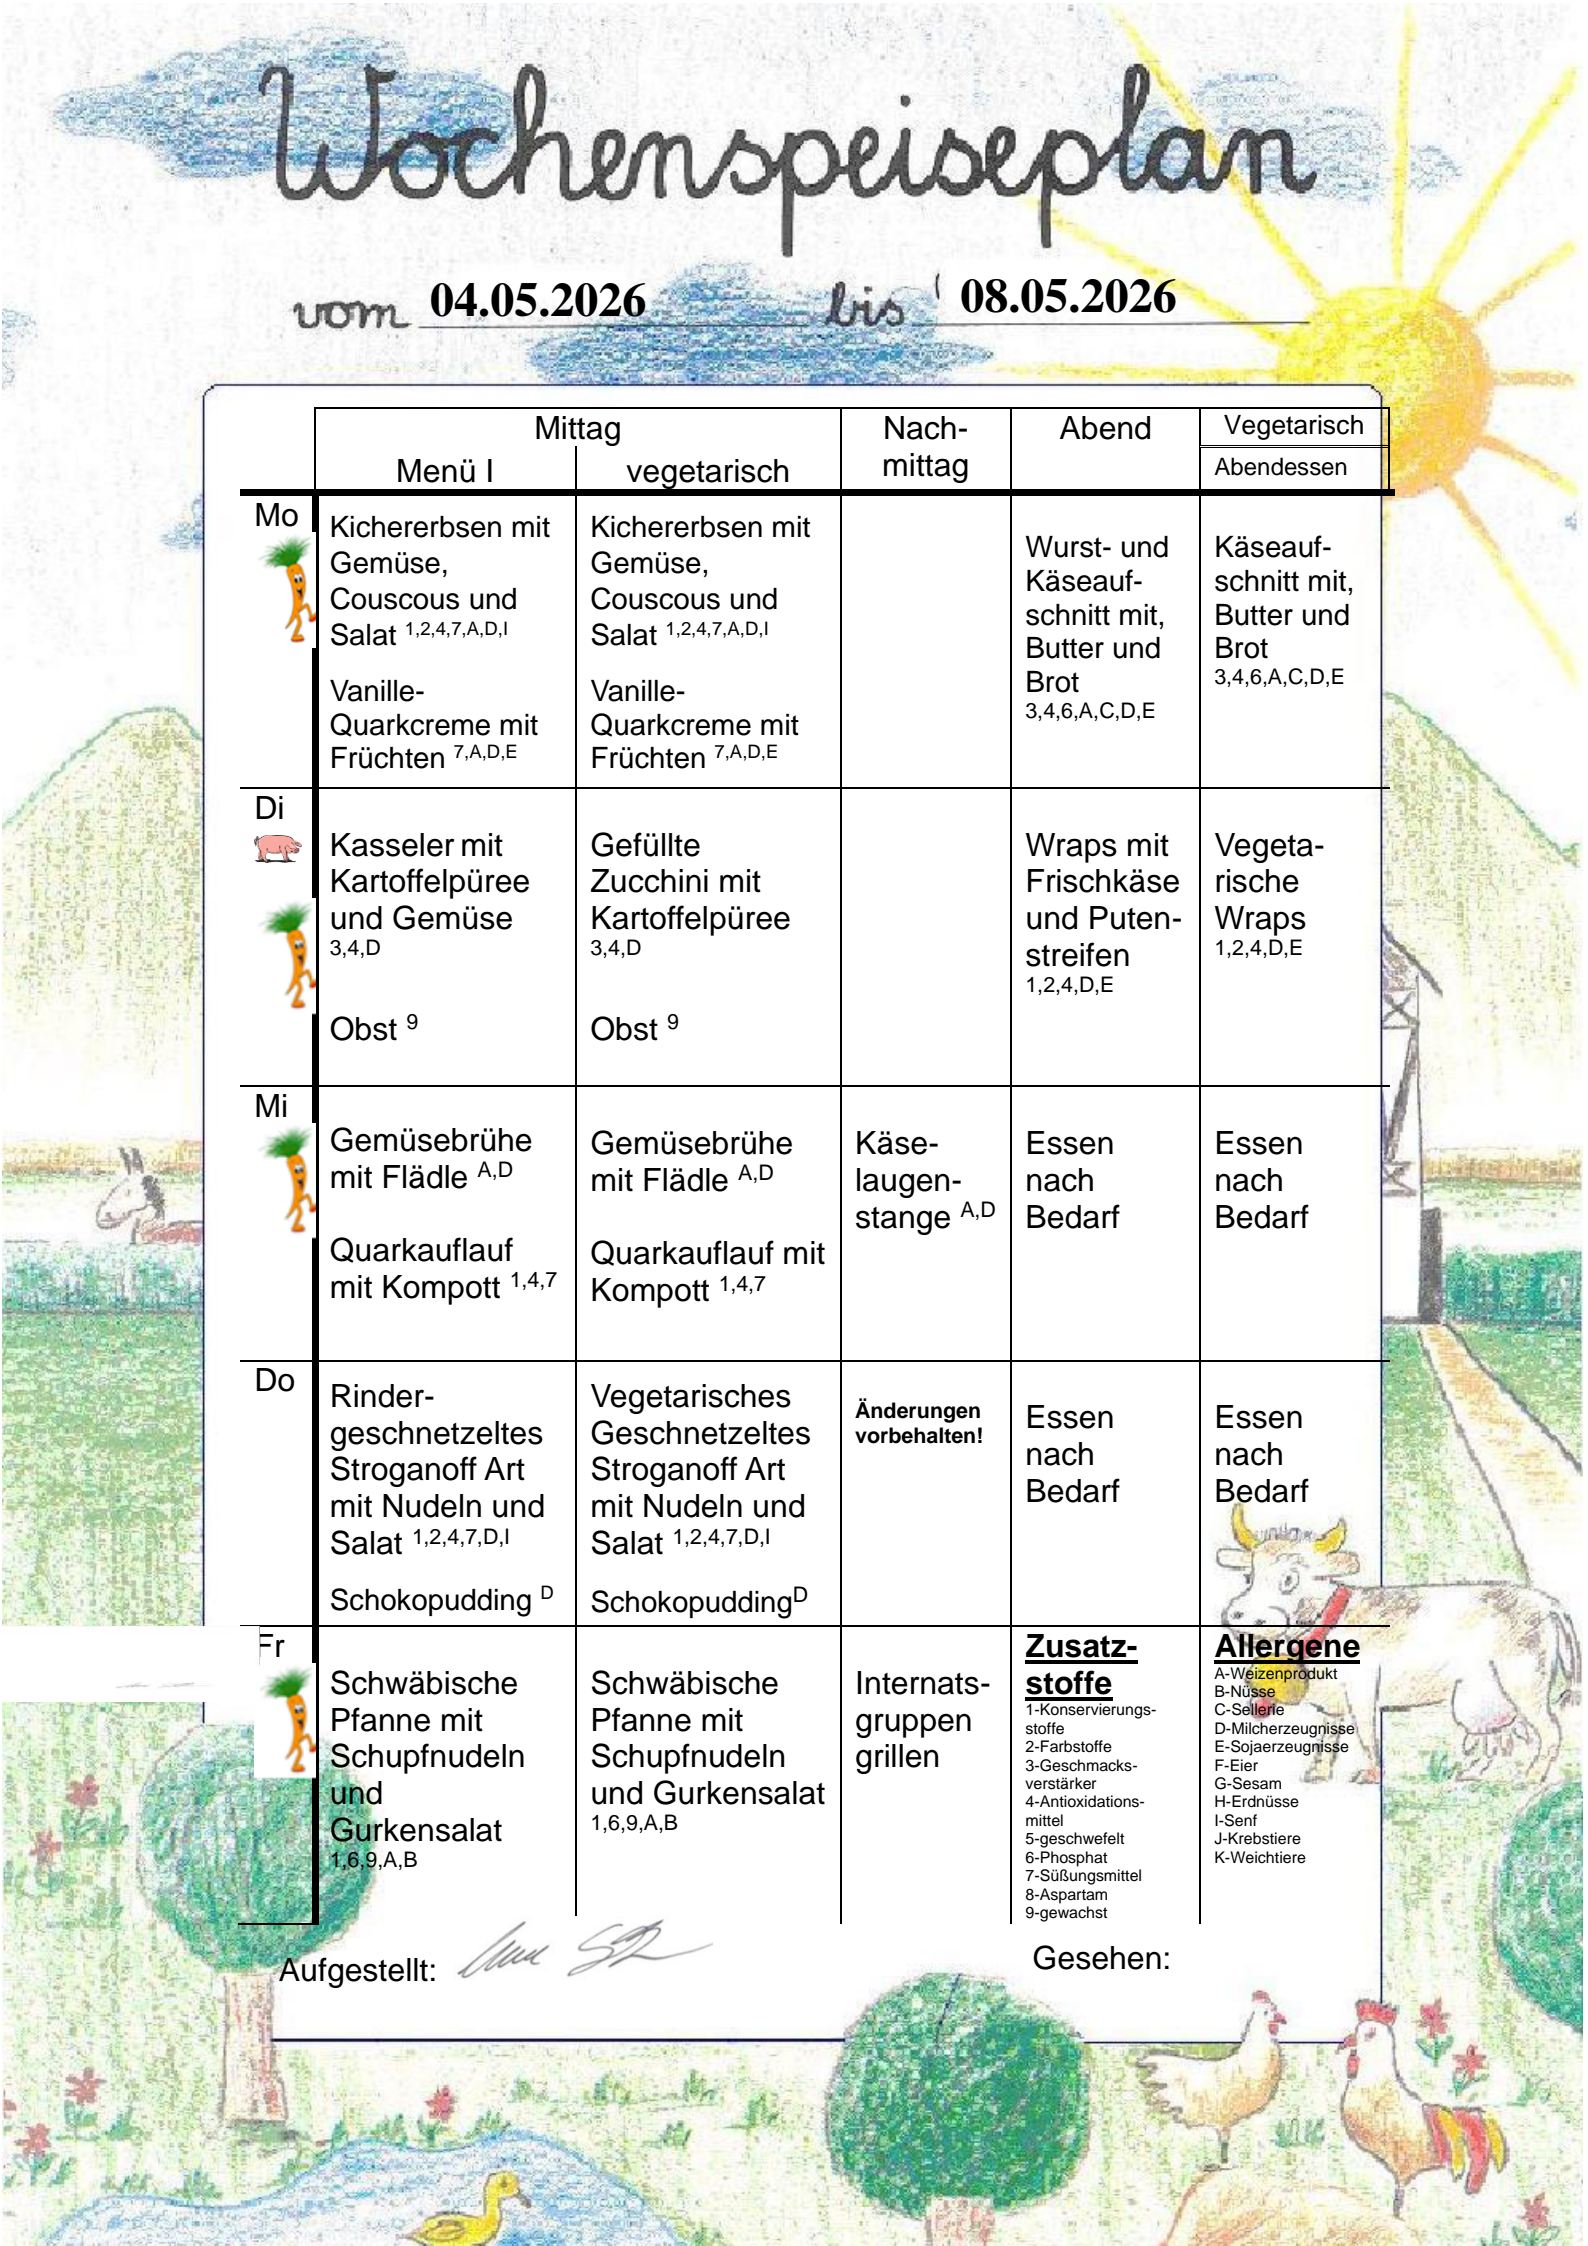 Wochenspeiseplan
vom 04.05.2026 bis 08.05.2026
Mittag
Menü I
vegetarisch
Nach-
mittag
Abend
Vegetarisch
Abendessen
Mo
Kichererbsen mit
Gemüse,
Couscous und
Salat 1,2,4,7,A,D,I
Vanille-
Quarkcreme mit
Früchten 7,A,D,E
Kichererbsen mit
Gemüse,
Couscous und
Salat 1,2,4,7,A,D,I
Vanille-
Quarkcreme mit
Früchten 7,A,D,E
Wurst- und
Käseauf-
schnitt mit,
Butter und
Brot
3,4,6,A,C,D,E
Käseauf-
schnitt mit,
Butter und
Brot
3,4,6,A,C,D,E
Di
Kasseler mit
Kartoffelpüree
und Gemüse
3,4,D
Obst 9
Gefüllte
Zucchini mit
Kartoffelpüree
3,4,D
Obst 9
Wraps mit
Frischkäse
und Puten-
streifen
1,2,4,D,E
Vegeta-
rische
Wraps
1,2,4,D,E
Mi
Gemüsebrühe
mit Flädle A,D
Quarkauflauf
mit Kompott 1,4,7
Gemüsebrühe
mit Flädle A,D
Quarkauflauf mit
Kompott 1,4,7
Käse-
laugen-
stange A,D
Essen
nach
Bedarf
Essen
nach
Bedarf
Do
Rinder-
geschnetzeltes
Stroganoff Art
mit Nudeln und
Salat 1,2,4,7,D,I
Schokopudding D
Vegetarisches
Geschnetzeltes
Stroganoff Art
mit Nudeln und
Salat 1,2,4,7,D,I
SchokopuddingD
Änderungen
vorbehalten!
Essen
nach
Bedarf
Essen
nach
Bedarf
Fr
Schwäbische
Pfanne mit
Schupfnudeln
und
Gurkensalat
1,6,9,A,B
Schwäbische
Pfanne mit
Schupfnudeln
und Gurkensalat
1,6,9,A,B
Internats-
gruppen
grillen
Zusatz-
stoffe
1-Konservierungs-
stoffe
2-Farbstoffe
3-Geschmacks-
verstärker
4-Antioxidations-
mittel
5-geschwefelt
6-Phosphat
7-Süßungsmittel
8-Aspartam
9-gewachst
Allergene
A-Weizenprodukt
B-Nüsse
C-Sellerie
D-Milcherzeugnisse
E-Sojaerzeugnisse
F-Eier
G-Sesam
H-Erdnüsse
I-Senf
J-Krebstiere
K-Weichtiere
Aufgestellt:
Gesehen: